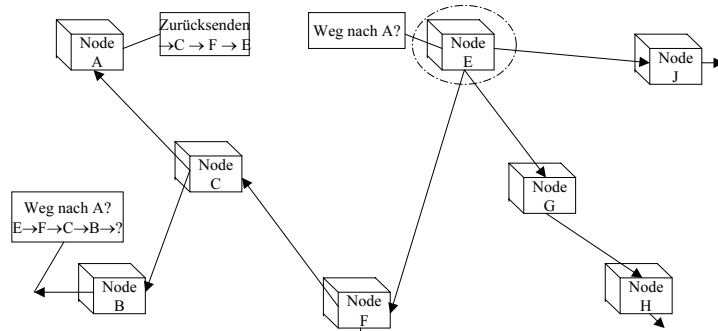 Zurücksenden
→C → F → E
Node
A
Weg nach A?
Node
E
Node
J
Node
C
Node
G
Weg nach A?
E→F→C→B→?
Node
B
Node
F
Node
H